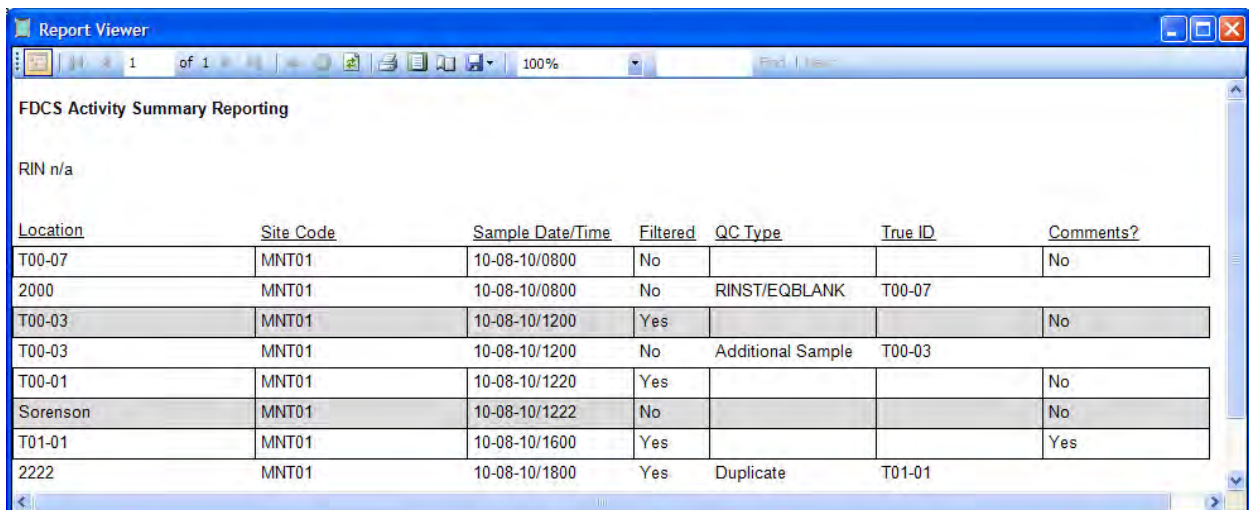 Report Viewer
1 of 1 100% Find | Next
FDCS Activity Summary Reporting
RIN n/a
Location Site Code Sample Date/Time Filtered QC Type True ID Comments?
T00-07 MNT01 10-08-10/0800 No No
2000 MNT01 10-08-10/0800 No RINST/EQBLANK T00-07
T00-03 MNT01 10-08-10/1200 Yes No
T00-03 MNT01 10-08-10/1200 No Additional Sample T00-03
T00-01 MNT01 10-08-10/1220 Yes No
Sorenson MNT01 10-08-10/1222 No No
T01-01 MNT01 10-08-10/1600 Yes Yes
2222 MNT01 10-08-10/1800 Yes Duplicate T01-01